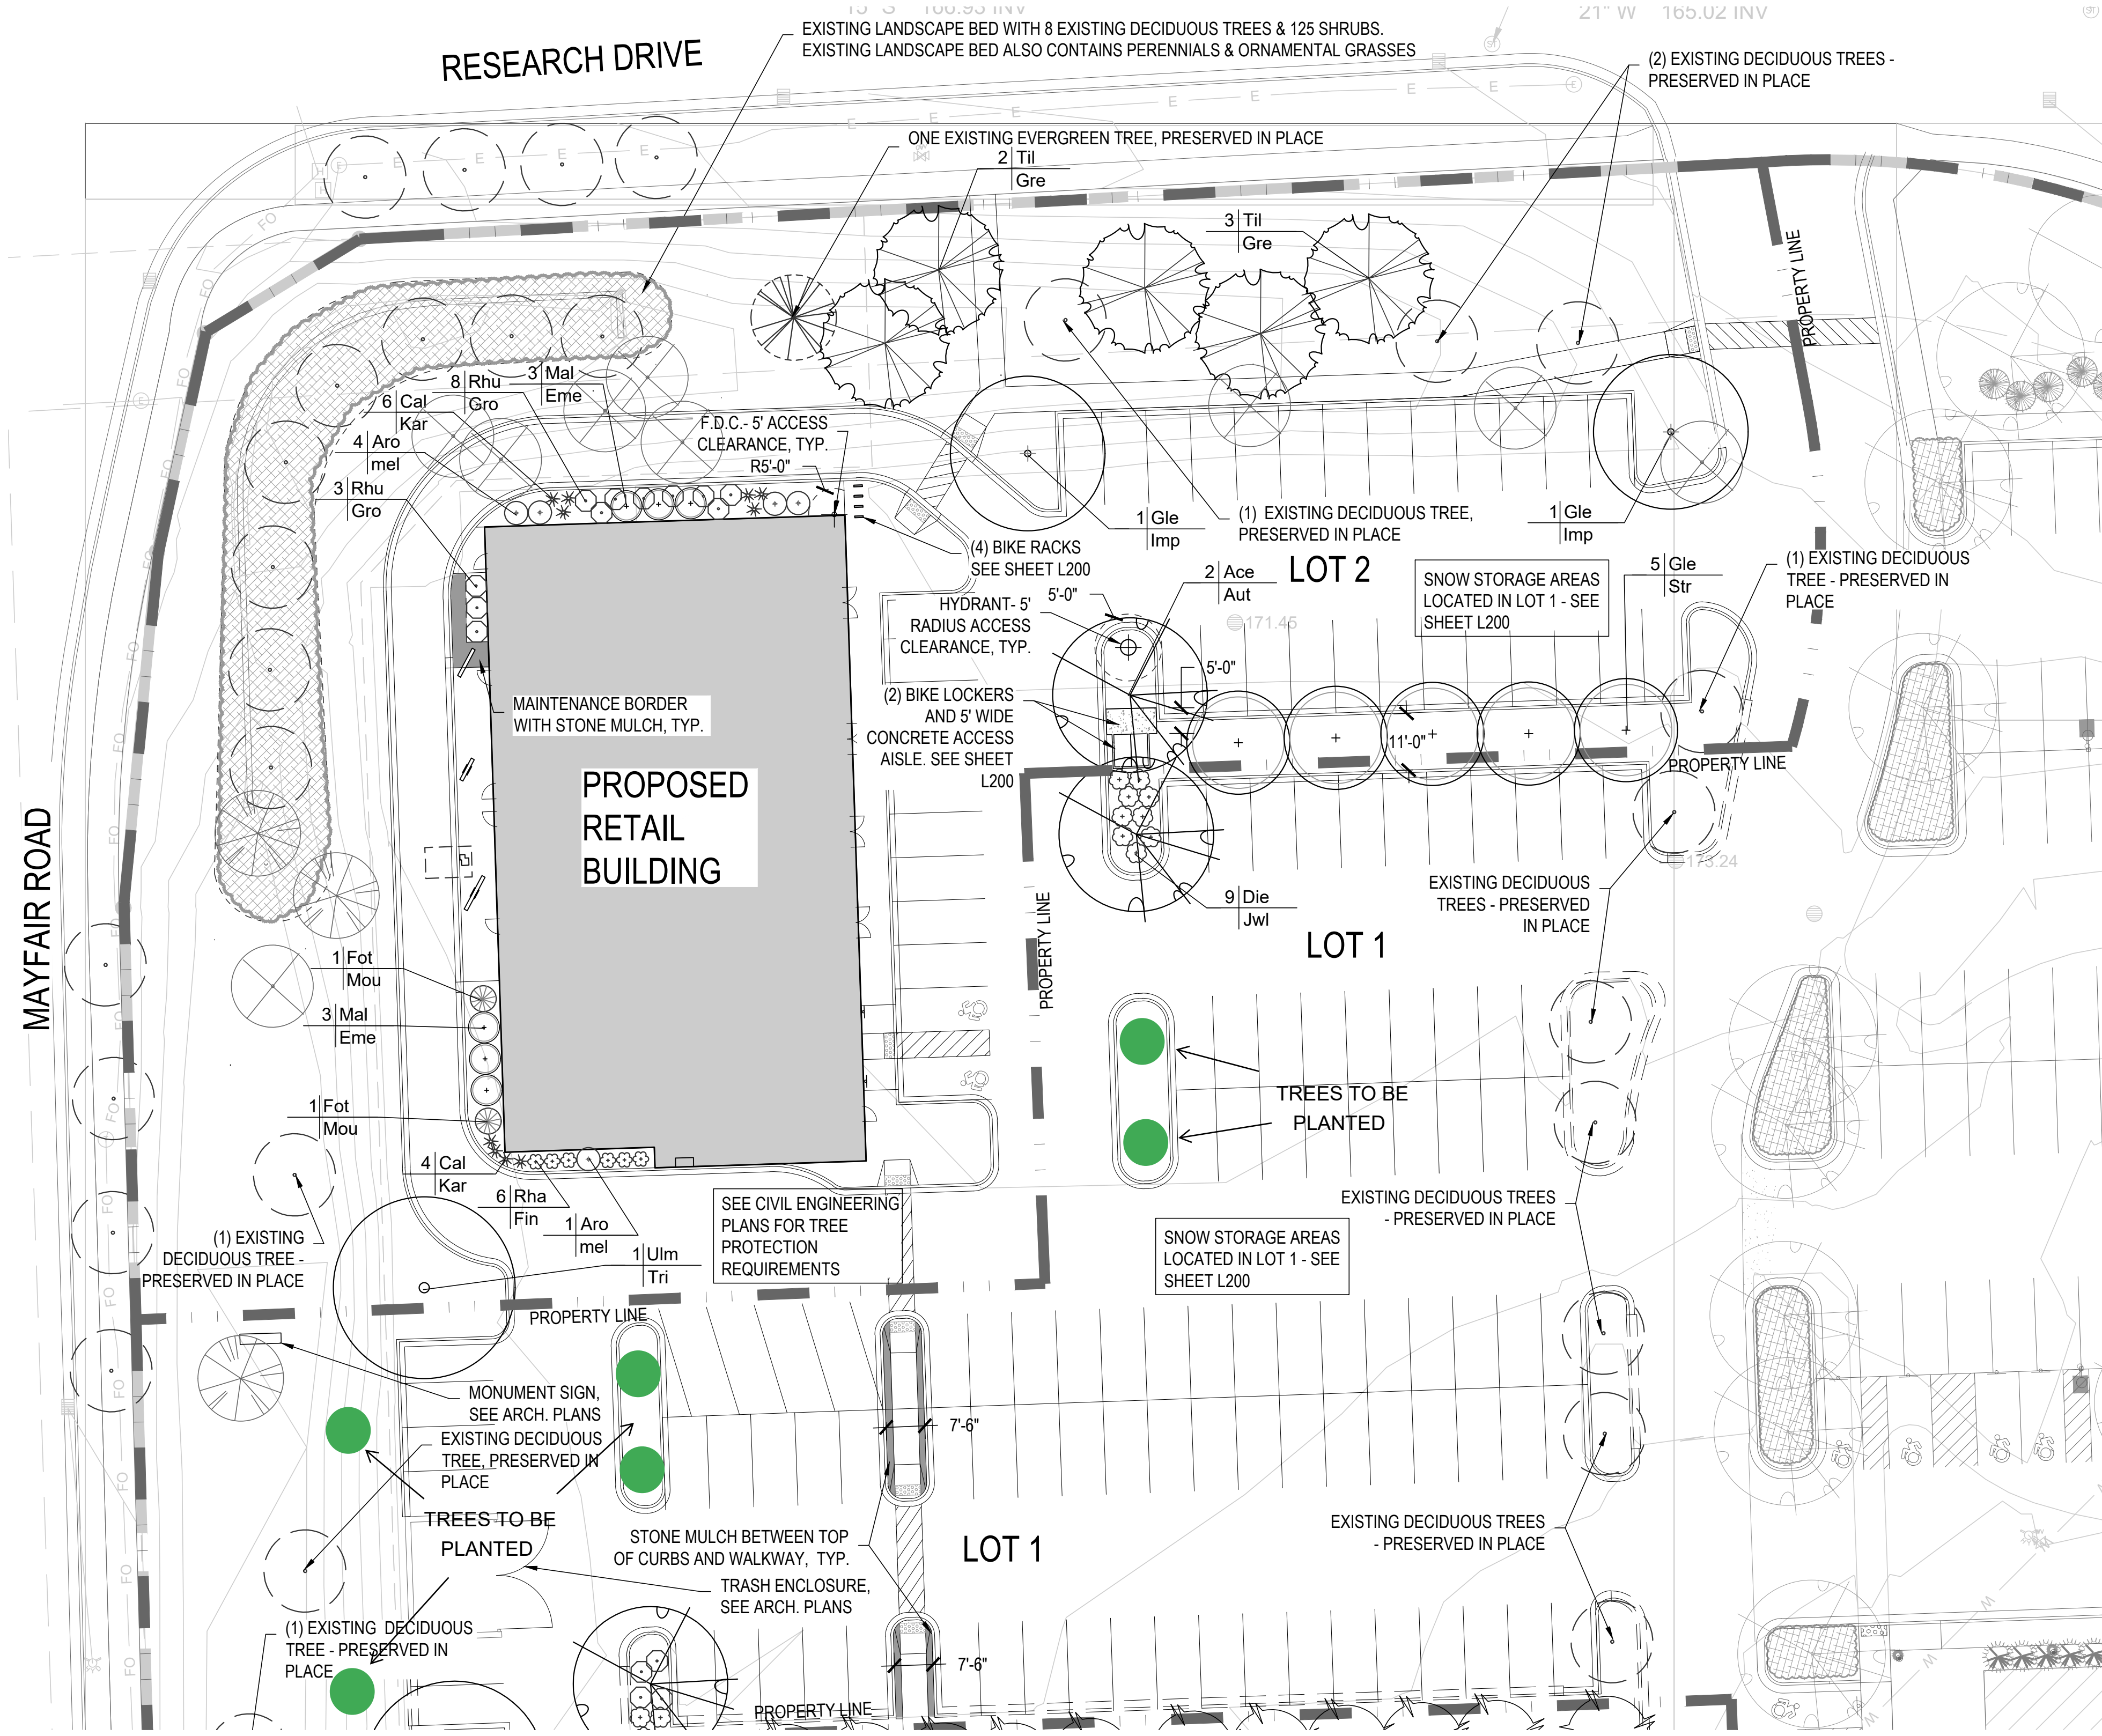 15" S 166.95 INV
21" W 165.02 INV
RESEARCH DRIVE
EXISTING LANDSCAPE BED WITH 8 EXISTING DECIDUOUS TREES & 125 SHRUBS.
EXISTING LANDSCAPE BED ALSO CONTAINS PERENNIALS & ORNAMENTAL GRASSES
(2) EXISTING DECIDUOUS TREES -
PRESERVED IN PLACE
ONE EXISTING EVERGREEN TREE, PRESERVED IN PLACE
2 Til
Gre
3 Til
Gre
PROPERTY LINE
8 Rhu
Gro
3 Mal
Eme
6 Cal
Kar
4 Aro
mel
3 Rhu
Gro
F.D.C.- 5' ACCESS
CLEARANCE, TYP.
R5'-0"
1 Gle
Imp
(1) EXISTING DECIDUOUS TREE,
PRESERVED IN PLACE
1 Gle
Imp
(4) BIKE RACKS
SEE SHEET L200
LOT 2
2 Ace
Aut
5'-0"
HYDRANT- 5'
RADIUS ACCESS
CLEARANCE, TYP.
171.45
SNOW STORAGE AREAS
LOCATED IN LOT 1 - SEE
SHEET L200
5 Gle
Str
(1) EXISTING DECIDUOUS
TREE - PRESERVED IN
PLACE
5'-0"
(2) BIKE LOCKERS
AND 5' WIDE
CONCRETE ACCESS
AISLE. SEE SHEET
L200
11'-0"
PROPERTY LINE
MAINTENANCE BORDER
WITH STONE MULCH, TYP.
PROPOSED
RETAIL
BUILDING
MAYFAIR ROAD
173.24
EXISTING DECIDUOUS
TREES - PRESERVED
IN PLACE
9 Die
Jwl
PROPERTY LINE
LOT 1
1 Fot
Mou
3 Mal
Eme
1 Fot
Mou
TREES TO BE
PLANTED
4 Cal
Kar
6 Rha
Fin
1 Aro
mel
1 Ulm
Tri
SEE CIVIL ENGINEERING
PLANS FOR TREE
PROTECTION
REQUIREMENTS
EXISTING DECIDUOUS TREES
- PRESERVED IN PLACE
SNOW STORAGE AREAS
LOCATED IN LOT 1 - SEE
SHEET L200
(1) EXISTING
DECIDUOUS TREE -
PRESERVED IN PLACE
PROPERTY LINE
MONUMENT SIGN,
SEE ARCH. PLANS
EXISTING DECIDUOUS
TREE, PRESERVED IN
PLACE
7'-6"
TREES TO BE
PLANTED
STONE MULCH BETWEEN TOP
OF CURBS AND WALKWAY, TYP.
LOT 1
EXISTING DECIDUOUS TREES
- PRESERVED IN PLACE
TRASH ENCLOSURE,
SEE ARCH. PLANS
(1) EXISTING DECIDUOUS
TREE - PRESERVED IN
PLACE
7'-6"
PROPERTY LINE